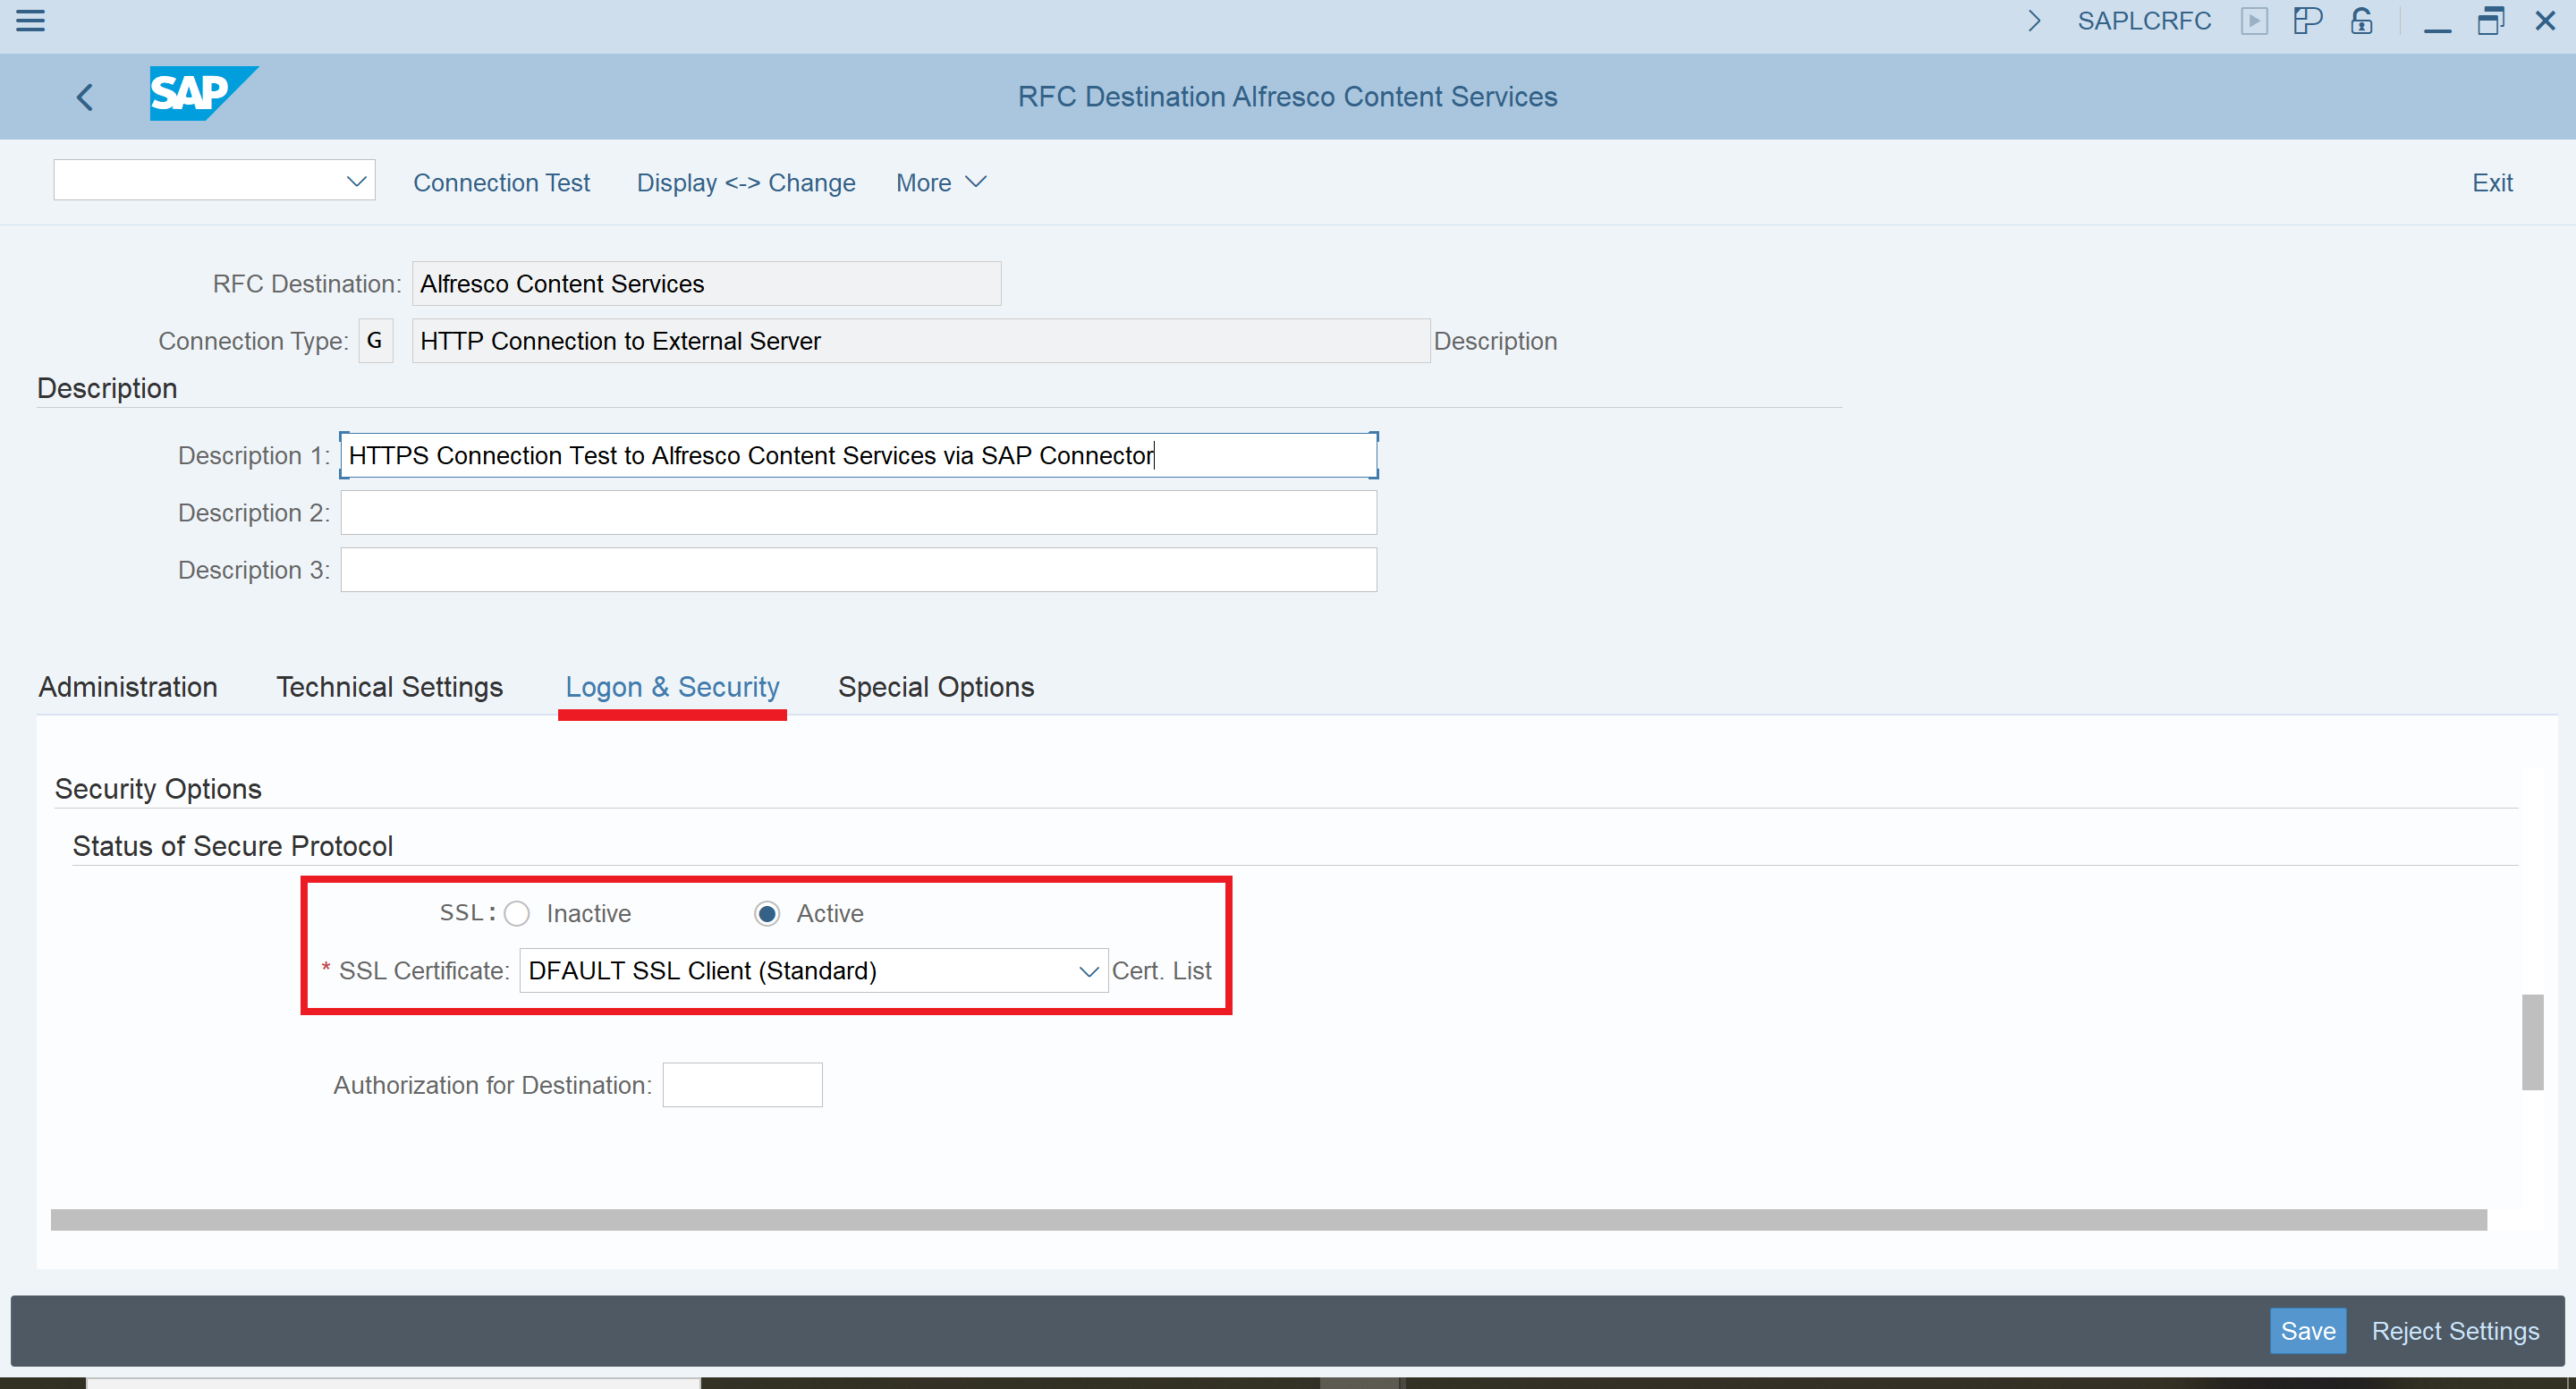 SAPLCRFC
SAP
RFC Destination Alfresco Content Services
Connection Test Display <-> Change More Exit
RFC Destination: Alfresco Content Services
Connection Type: G HTTP Connection to External Server Description
Description
Description 1: HTTPS Connection Test to Alfresco Content Services via SAP Connector
Description 2:
Description 3:
Administration Technical Settings Logon & Security Special Options
Security Options
Status of Secure Protocol
SSL: Inactive Active
* SSL Certificate: DFAULT SSL Client (Standard) Cert. List
Authorization for Destination:
Save Reject Settings